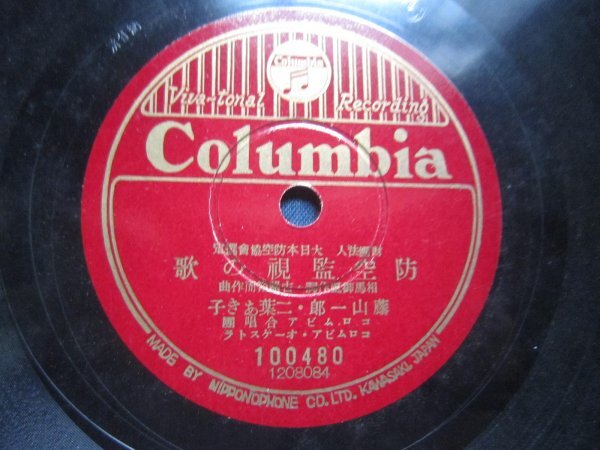 Columbia
Viva-tonal Recording
Columbia
財團法人 大日本防空協會選定
防空監視の歌
相馬御風作詞・古關裕而作曲
藤山一郎・二葉あき子
コロムビア合唱團
コロムビア・オーケストラ
100480
1208084
MADE BY NIPPONOPHONE CO. LTD. KAWASAKI, JAPAN